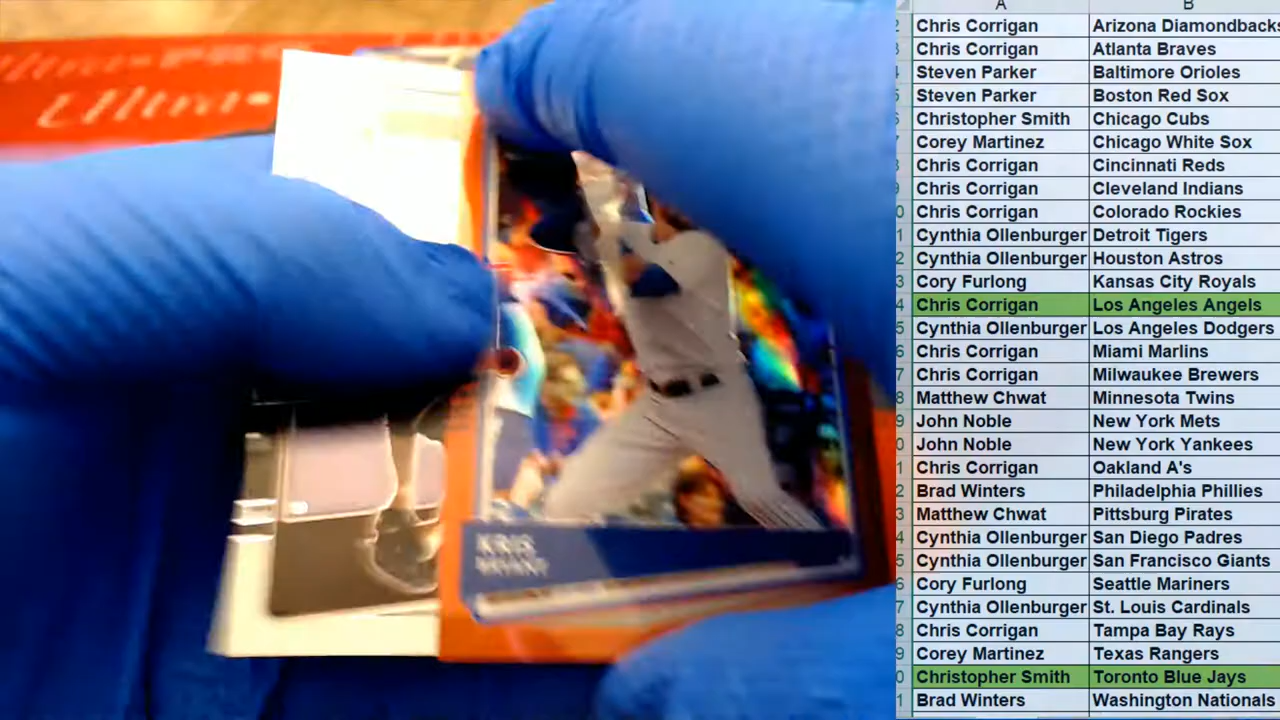 Ultra•PRO
Ultra•
KRIS
BRYANT
A B
Chris Corrigan Arizona Diamondbacks
Chris Corrigan Atlanta Braves
Steven Parker Baltimore Orioles
Steven Parker Boston Red Sox
Christopher Smith Chicago Cubs
Corey Martinez Chicago White Sox
Chris Corrigan Cincinnati Reds
Chris Corrigan Cleveland Indians
Chris Corrigan Colorado Rockies
Cynthia Ollenburger Detroit Tigers
Cynthia Ollenburger Houston Astros
Cory Furlong Kansas City Royals
Chris Corrigan Los Angeles Angels
Cynthia Ollenburger Los Angeles Dodgers
Chris Corrigan Miami Marlins
Chris Corrigan Milwaukee Brewers
Matthew Chwat Minnesota Twins
John Noble New York Mets
John Noble New York Yankees
Chris Corrigan Oakland A's
Brad Winters Philadelphia Phillies
Matthew Chwat Pittsburg Pirates
Cynthia Ollenburger San Diego Padres
Cynthia Ollenburger San Francisco Giants
Cory Furlong Seattle Mariners
Cynthia Ollenburger St. Louis Cardinals
Chris Corrigan Tampa Bay Rays
Corey Martinez Texas Rangers
Christopher Smith Toronto Blue Jays
Brad Winters Washington Nationals